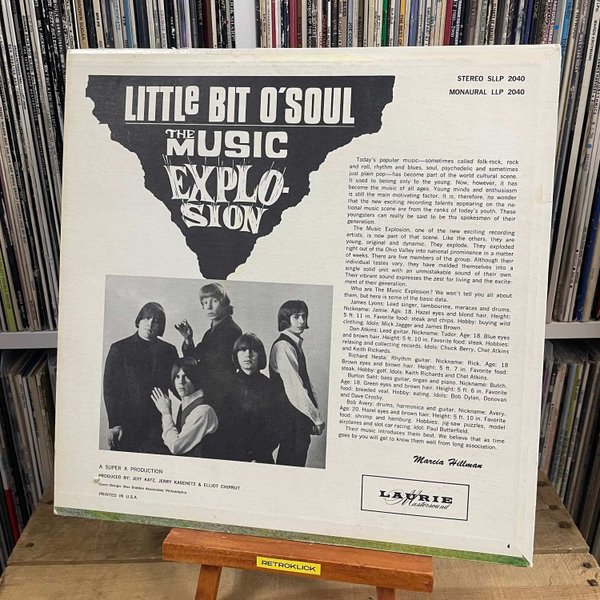 LITTLE BIT O'SOUL
THE
MUSIC
EXPLO-
SION
STEREO SLLP 2040
MONAURAL LLP 2040
Today's popular music—sometimes called folk-rock, rock
and roll, rhythm and blues, soul, psychedelic and sometimes
just plain pop—has become part of the world cultural scene.
It used to belong only to the young. Now, however, it has
become the music of all ages. Young minds and enthusiasm
is still the main motivating factor. It is, therefore, no wonder
that the new exciting recording talents appearing on the na-
tional music scene are from the ranks of today's youth. These
youngsters can really be said to be the spokesmen of their
generation.
The Music Explosion, one of the new exciting recording
artists, is now part of that scene. Like the others, they are
young, original and dynamic. They explode. They exploded
right out of the Ohio Valley into national prominence in a matter
of weeks. There are five members of the group. Although their
individual tastes vary, they have molded themselves into a
single solid unit with an unmistakable sound of their own.
Their vibrant sound expresses the zest for living and the excite-
ment of their generation.
Who are The Music Explosion? We won't tell you all about
them, but here is some of the basic data.
James Lyons: Lead singer, tambourine, maracas and drums.
Nickname: Jamie. Age: 18. Hazel eyes and blond hair. Height:
5 ft. 11 in. Favorite food: steak and chips. Hobby: buying wild
clothing. Idols: Mick Jagger and James Brown.
Don Atkins: Lead guitar. Nickname: Tudor. Age: 18. Blue eyes
and brown hair. Height: 5 ft. 10 in. Favorite food: steak. Hobbies:
relaxing and collecting records. Idols: Chuck Berry, Chet Atkins
and Keith Richards.
Richard Nesta: Rhythm guitar. Nickname: Rick. Age: 18
Brown eyes and brown hair. Height: 5 ft. 7 in. Favorite food:
steak. Hobby: golf. Idols: Keith Richards and Chet Atkins.
Burton Sahl: bass guitar, organ and piano. Nickname: Butch.
Age: 18. Green eyes and brown hair. Height: 5 ft. 6 in. Favorite
food: breaded veal. Hobby: eating. Idols: Bob Dylan, Donovan
and Dave Crosby.
Bob Avery: drums, harmonica and guitar. Nickname: Avery.
Age: 20. Hazel eyes and brown hair. Height: 5 ft. 10 in. Favorite
food: shrimp and hamburg. Hobbies: jig-saw puzzles, model
airplanes and slot car racing. Idol: Paul Butterfield.
Their music introduces them best. We believe that as time
goes by you will get to know them well from long association.
Marcia Hillman
A SUPER K PRODUCTION
PRODUCED BY: JEFF KATZ, JERRY KASENETZ & ELLIOT CHIPRUT
PRINTED IN U.S.A.
LAURIE
Mastersound
4
RETROKLICK